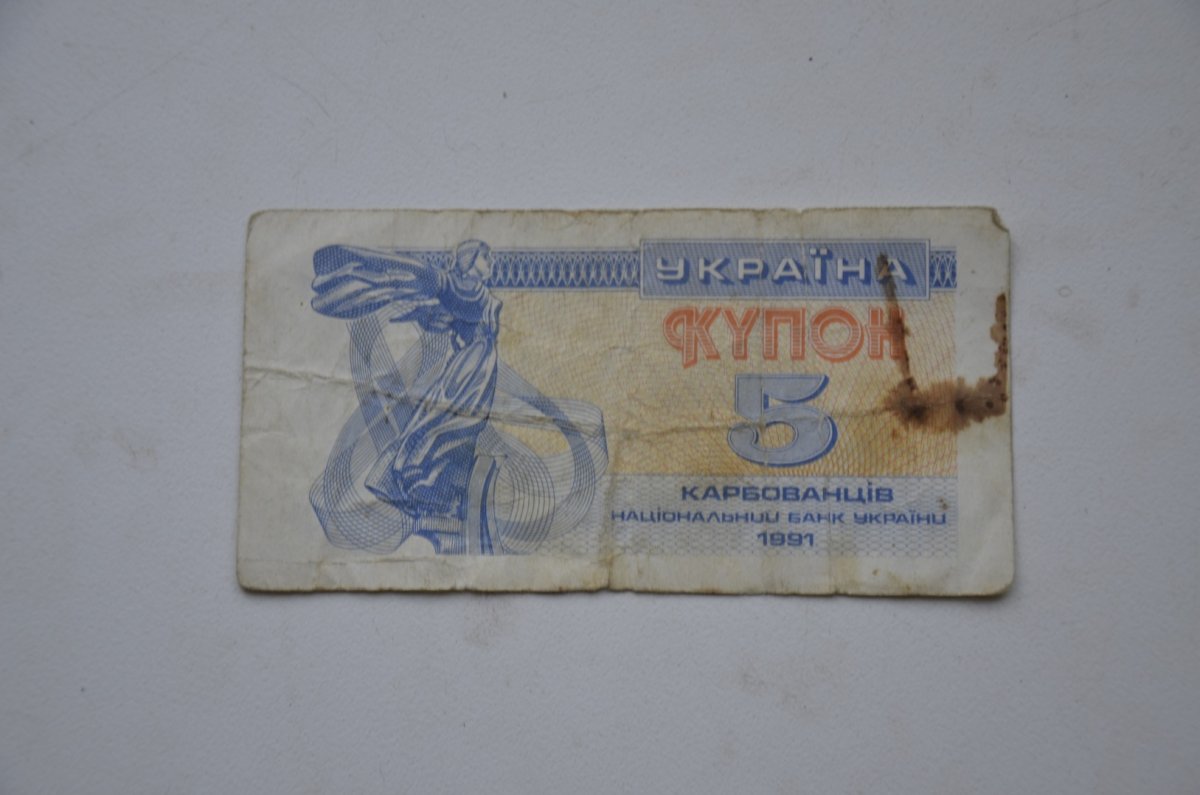 УКРАЇНА
КУПОН
5
КАРБОВАНЦІВ
НАЦІОНАЛЬНИЙ БАНК УКРАЇНИ
1991